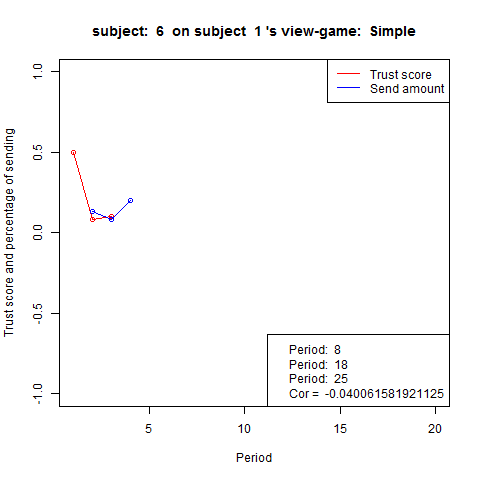 subject:  6  on subject  1 's view-game:  Simple
Trust score
Send amount
Trust score and percentage of sending
1.0
0.5
0.0
-0.5
-1.0
Period:  8
Period:  18
Period:  25
Cor =  -0.040061581921125
5
10
15
20
Period